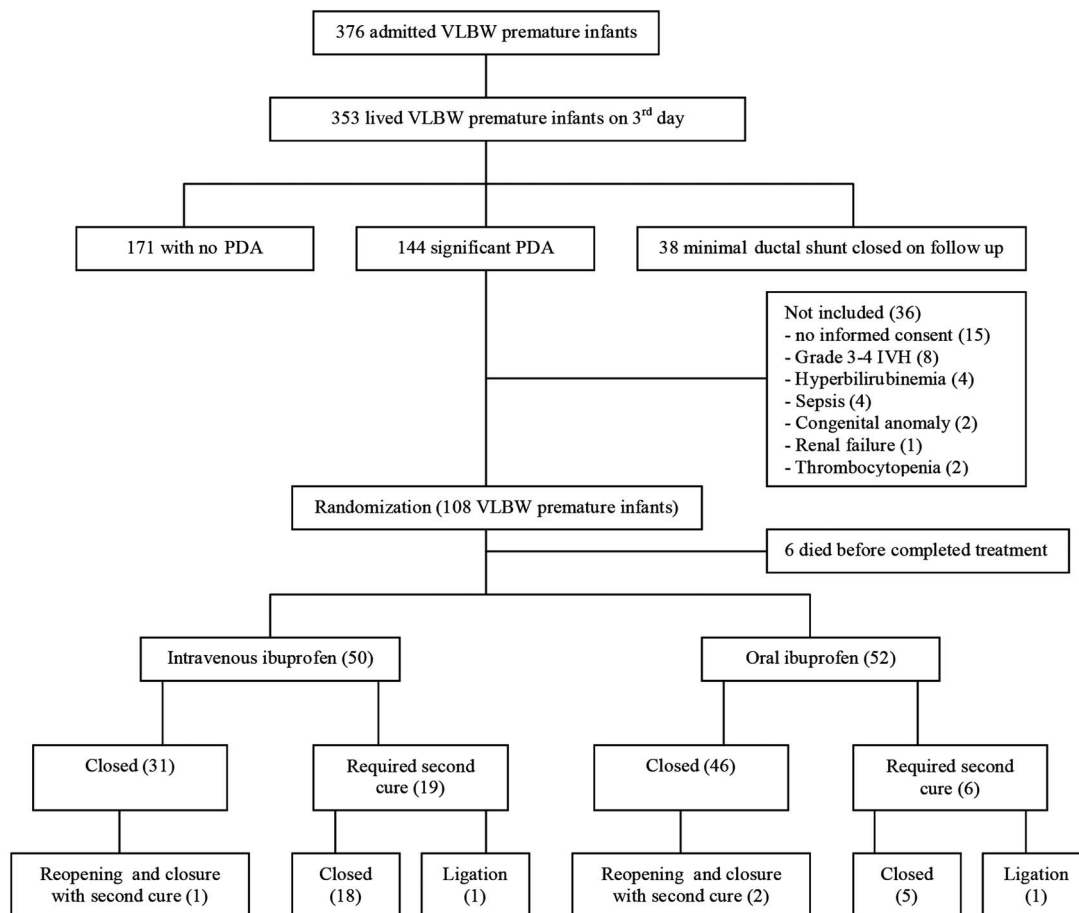 376 admitted VLBW premature infants
353 lived VLBW premature infants on 3rd day
171 with no PDA
144 significant PDA
38 minimal ductal shunt closed on follow up
Not included (36)
- no informed consent (15)
- Grade 3-4 IVH (8)
- Hyperbilirubinemia (4)
- Sepsis (4)
- Congenital anomaly (2)
- Renal failure (1)
- Thrombocytopenia (2)
Randomization (108 VLBW premature infants)
6 died before completed treatment
Intravenous ibuprofen (50)
Oral ibuprofen (52)
Closed (31)
Required second
cure (19)
Closed (46)
Required second
cure (6)
Reopening and closure
with second cure (1)
Closed
(18)
Ligation
(1)
Reopening and closure
with second cure (2)
Closed
(5)
Ligation
(1)